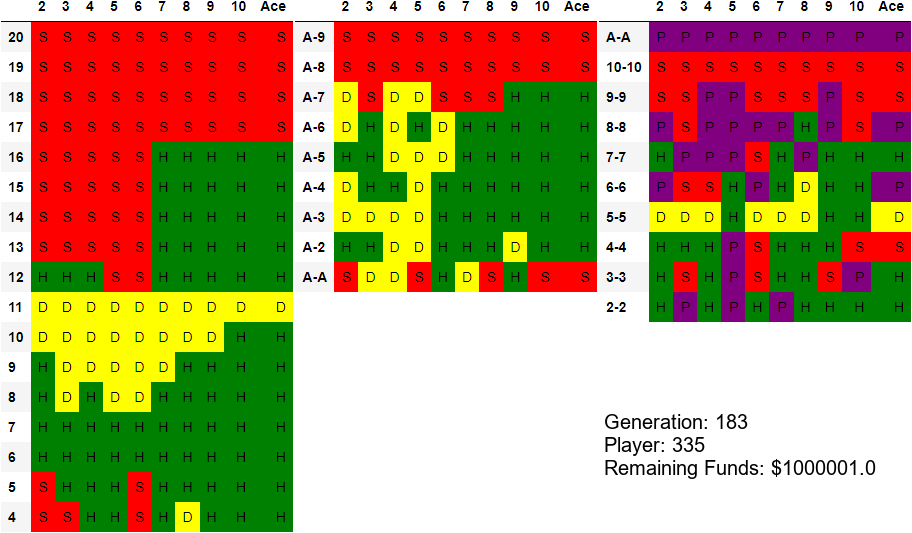 2 3 4 5 6 7 8 9 10 Ace 2 3 4 5 6 7 8 9 10 Ace 2 3 4 5 6 7 8 9 10 Ace
20 S S S S S S S S S S A-9 S S S S S S S S S S A-A P P P P P P P P P P
19 S S S S S S S S S S A-8 S S S S S S S S S S 10-10 S S S S S S S S S S
18 S S S S S S S S S S A-7 D S D D S S S H H H 9-9 S S P P S S S P S S
17 S S S S S S S S S S A-6 D H D H D H H H H H 8-8 P S P P P P H P S P
16 S S S S S H H H H H A-5 H H D D D H H H H H 7-7 H P P P S H P H H H
15 S S S S S H H H H H A-4 D H H D H H H H H H 6-6 P S S H P H D H H P
14 S S S S S H H H H H A-3 D D D D H H H H H H 5-5 D D D H D D D H H D
13 S S S S S H H H H H A-2 H H D D H H H D H H 4-4 H H H P S H H H S S
12 H H H S S H H H H H A-A S D D S H D S H S S 3-3 H S H P S H H S P H
11 D D D D D D D D D D 2-2 H P H P H P H H H H
10 D D D D D D D D H H
9 H D D D D D H H H H
8 H D H D D H H H H H
7 H H H H H H H H H H
6 H H H H H H H H H H
5 S H H H S H H H H H
4 S S H H S H D H H H
Generation: 183
Player: 335
Remaining Funds: $1000001.0